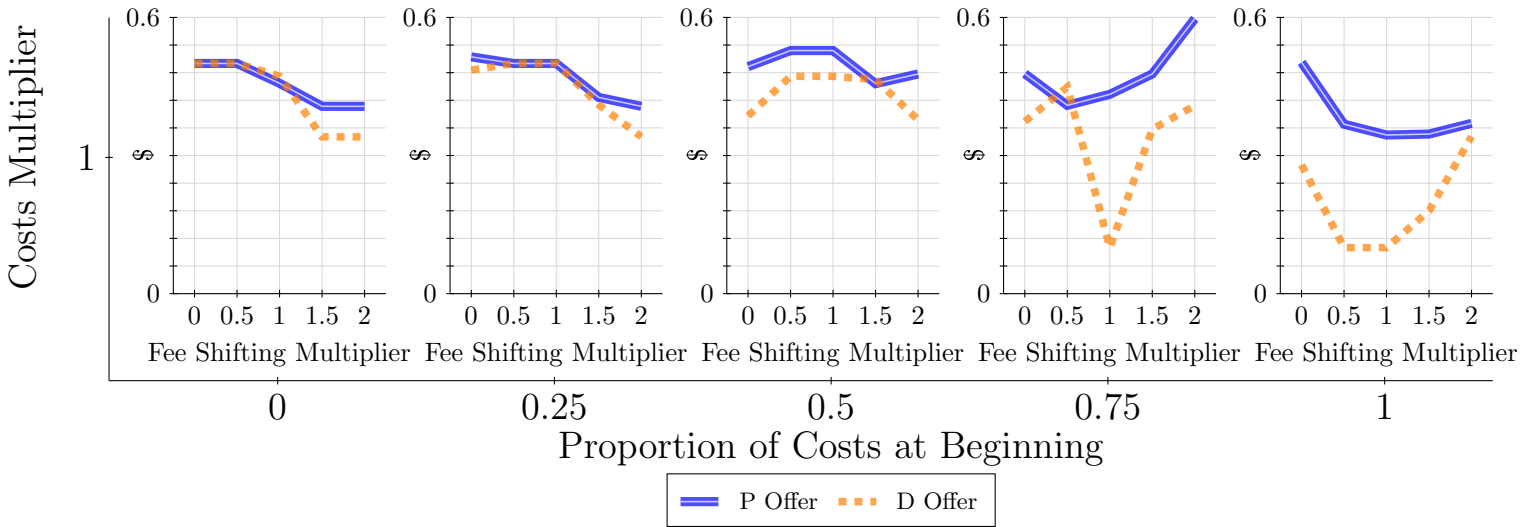 Costs Multiplier
1
0.6
$
0
0 0.5 1 1.5 2
Fee Shifting Multiplier
0.6
$
0
0 0.5 1 1.5 2
Fee Shifting Multiplier
0.6
$
0
0 0.5 1 1.5 2
Fee Shifting Multiplier
0.6
$
0
0 0.5 1 1.5 2
Fee Shifting Multiplier
0.6
$
0
0 0.5 1 1.5 2
Fee Shifting Multiplier
0 0.25 0.5 0.75 1
Proportion of Costs at Beginning
P Offer D Offer